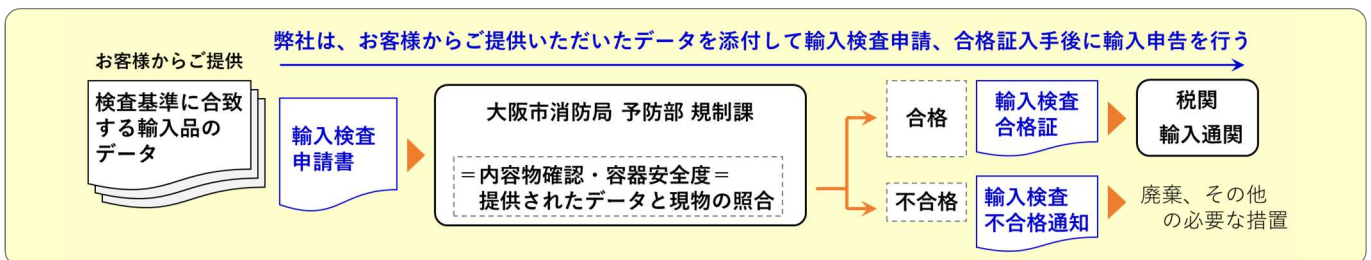 弊社は、お客様からご提供いただいたデータを添付して輸入検査申請、合格証入手後に輸入申告を行う
お客様からご提供
検査基準に合致
する輸入品の
データ
輸入検査
申請書
大阪市消防局 予防部 規制課
＝内容物確認・容器安全度＝
提供されたデータと現物の照合
合格
輸入検査
合格証
税関
輸入通関
不合格
輸入検査
不合格通知
廃棄、その他
の必要な措置